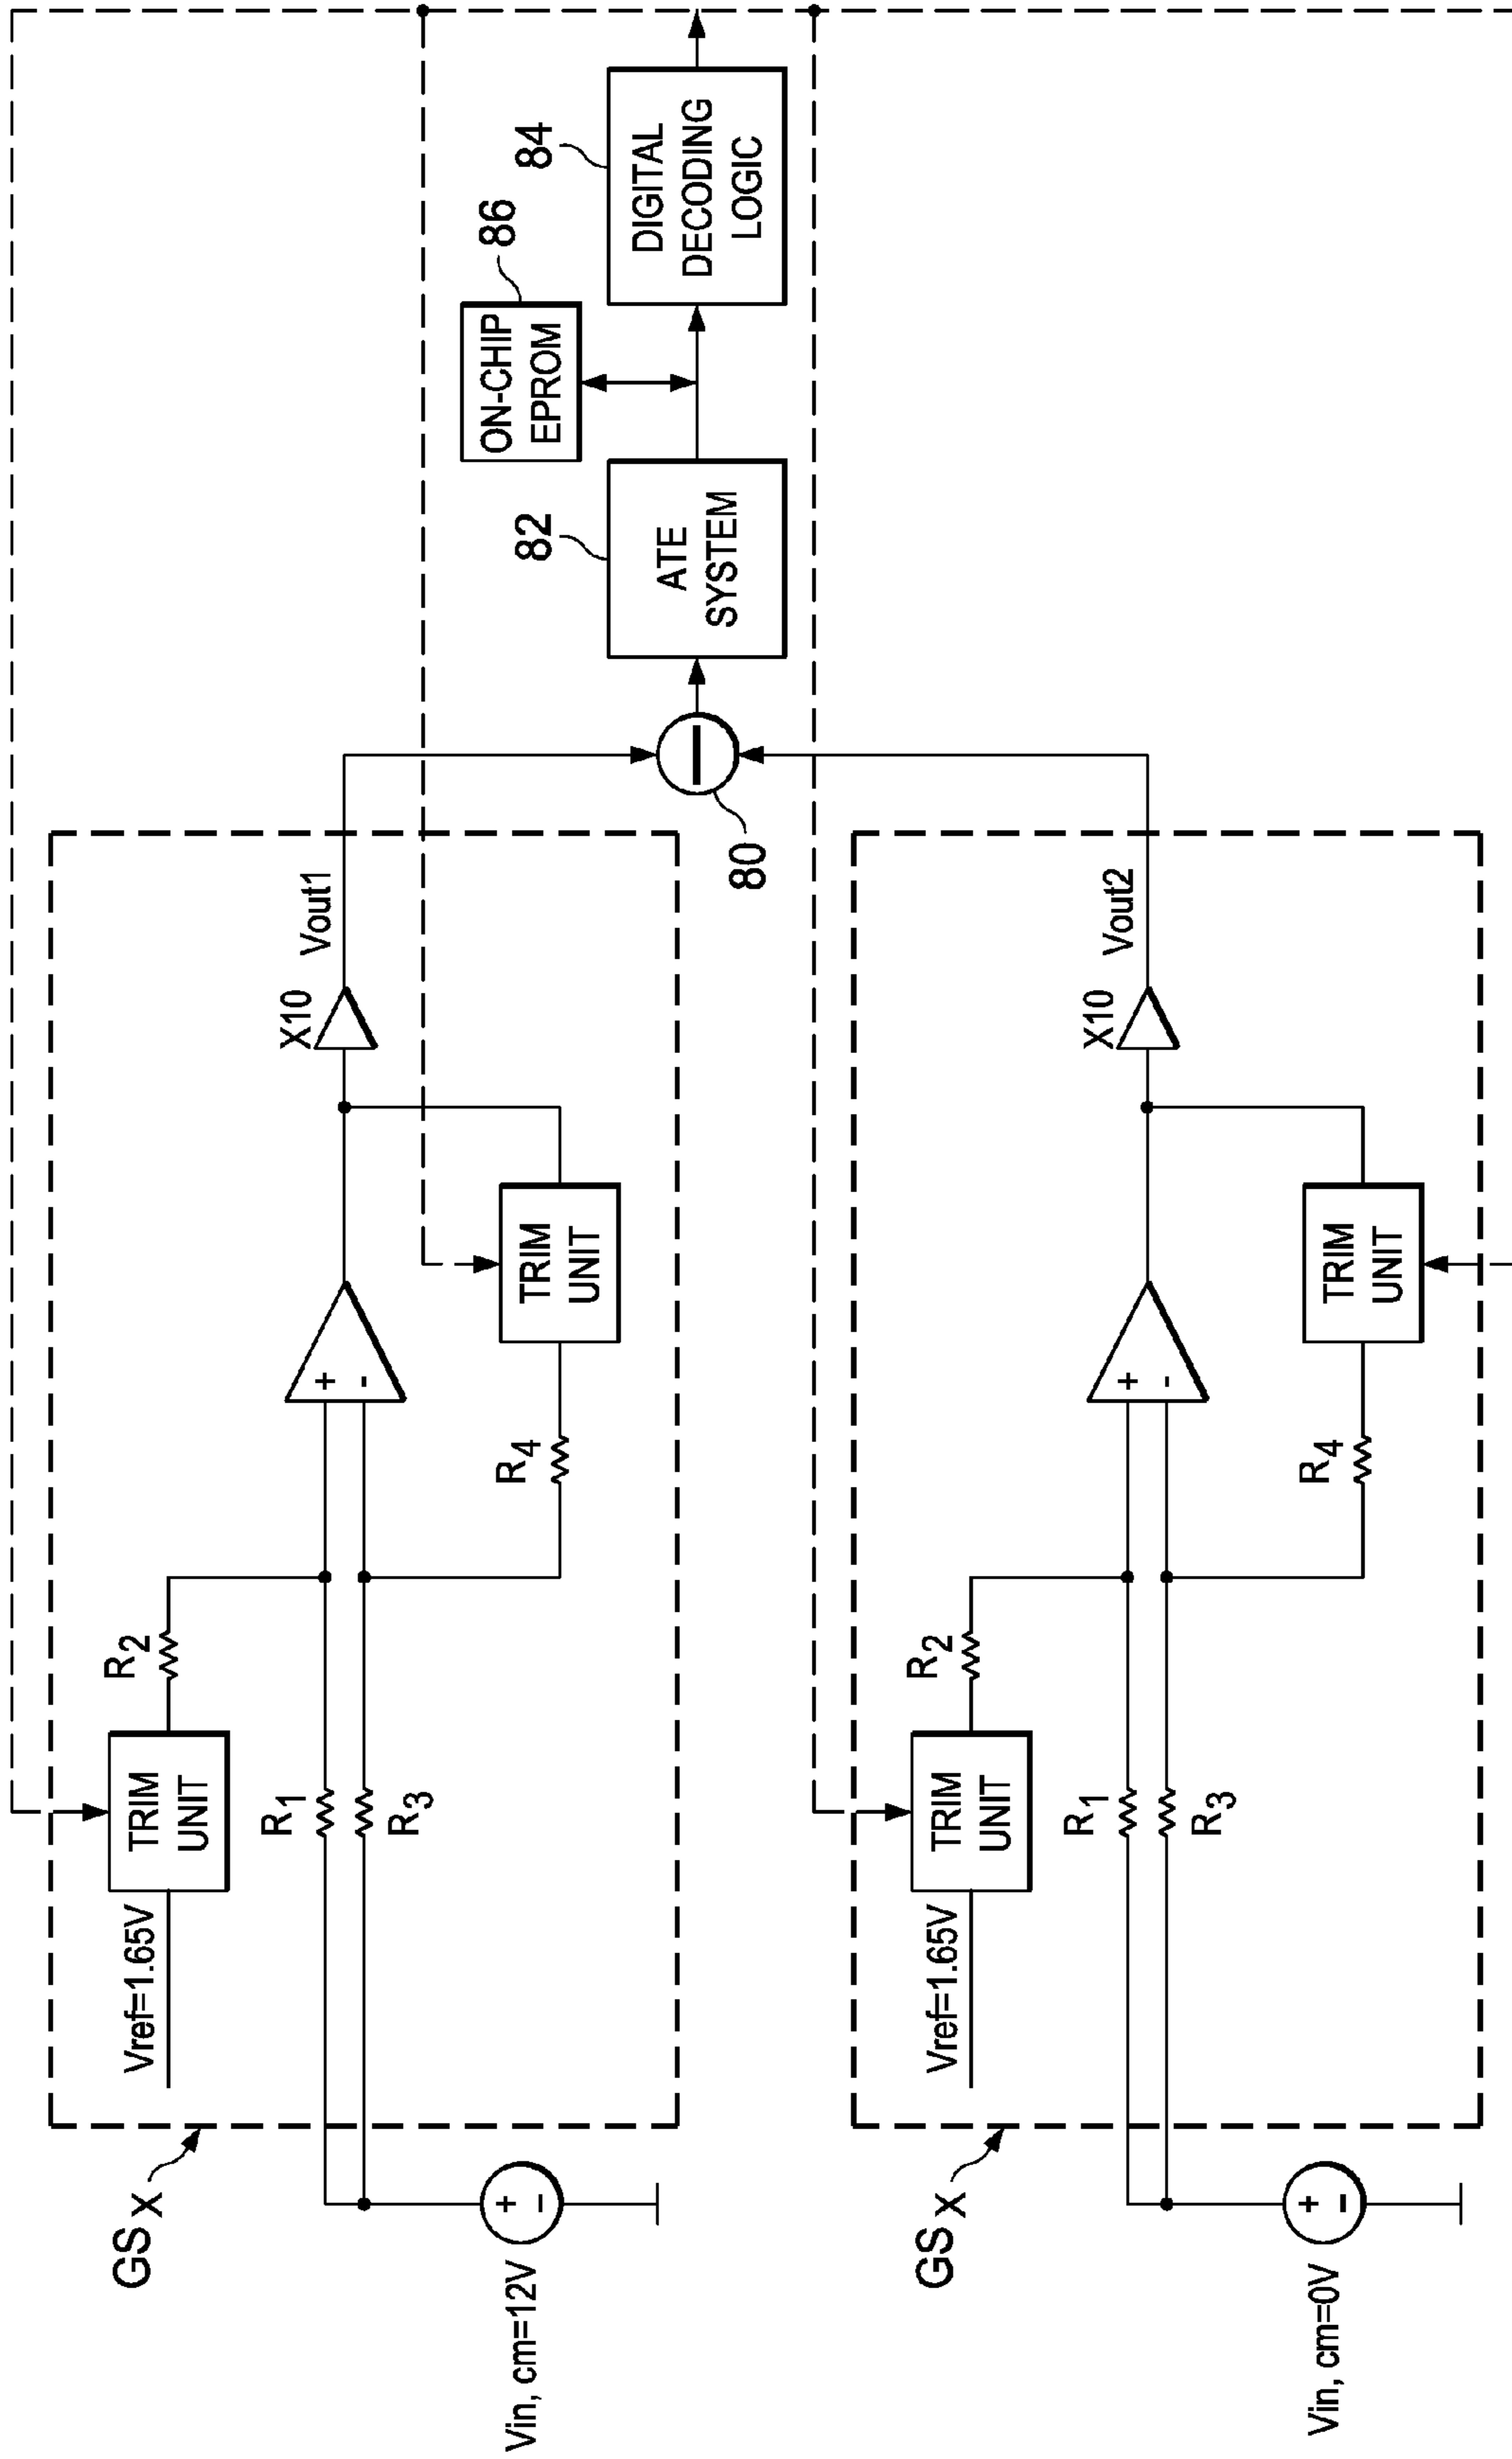 GSX
Vref=1.65V
TRIM
UNIT
R2
R1
R3
Vin, cm=12V
+
-
+
-
R4
TRIM
UNIT
X10
Vout1
80
82
ATE
SYSTEM
86
ON-CHIP
EPROM
84
DIGITAL
DECODING
LOGIC
GSX
Vref=1.65V
TRIM
UNIT
R2
R1
R3
Vin, cm=0V
+
-
+
-
R4
TRIM
UNIT
X10
Vout2